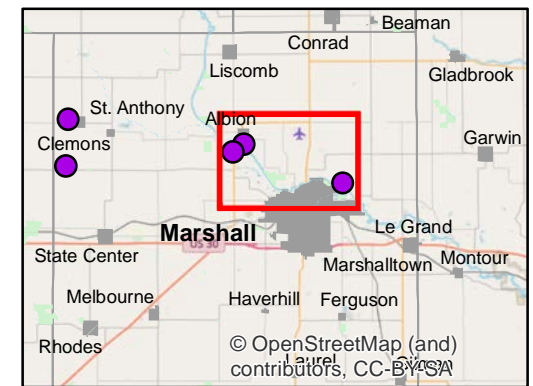 Beaman
Conrad
Liscomb
Gladbrook
St. Anthony
Albion
Clemons
Garwin
Marshall
Le Grand
US 30
State Center
Marshalltown
Montour
Melbourne
Haverhill
Ferguson
Rhodes
© OpenStreetMap (and)
contributors, CC-BY-SA
Laurel